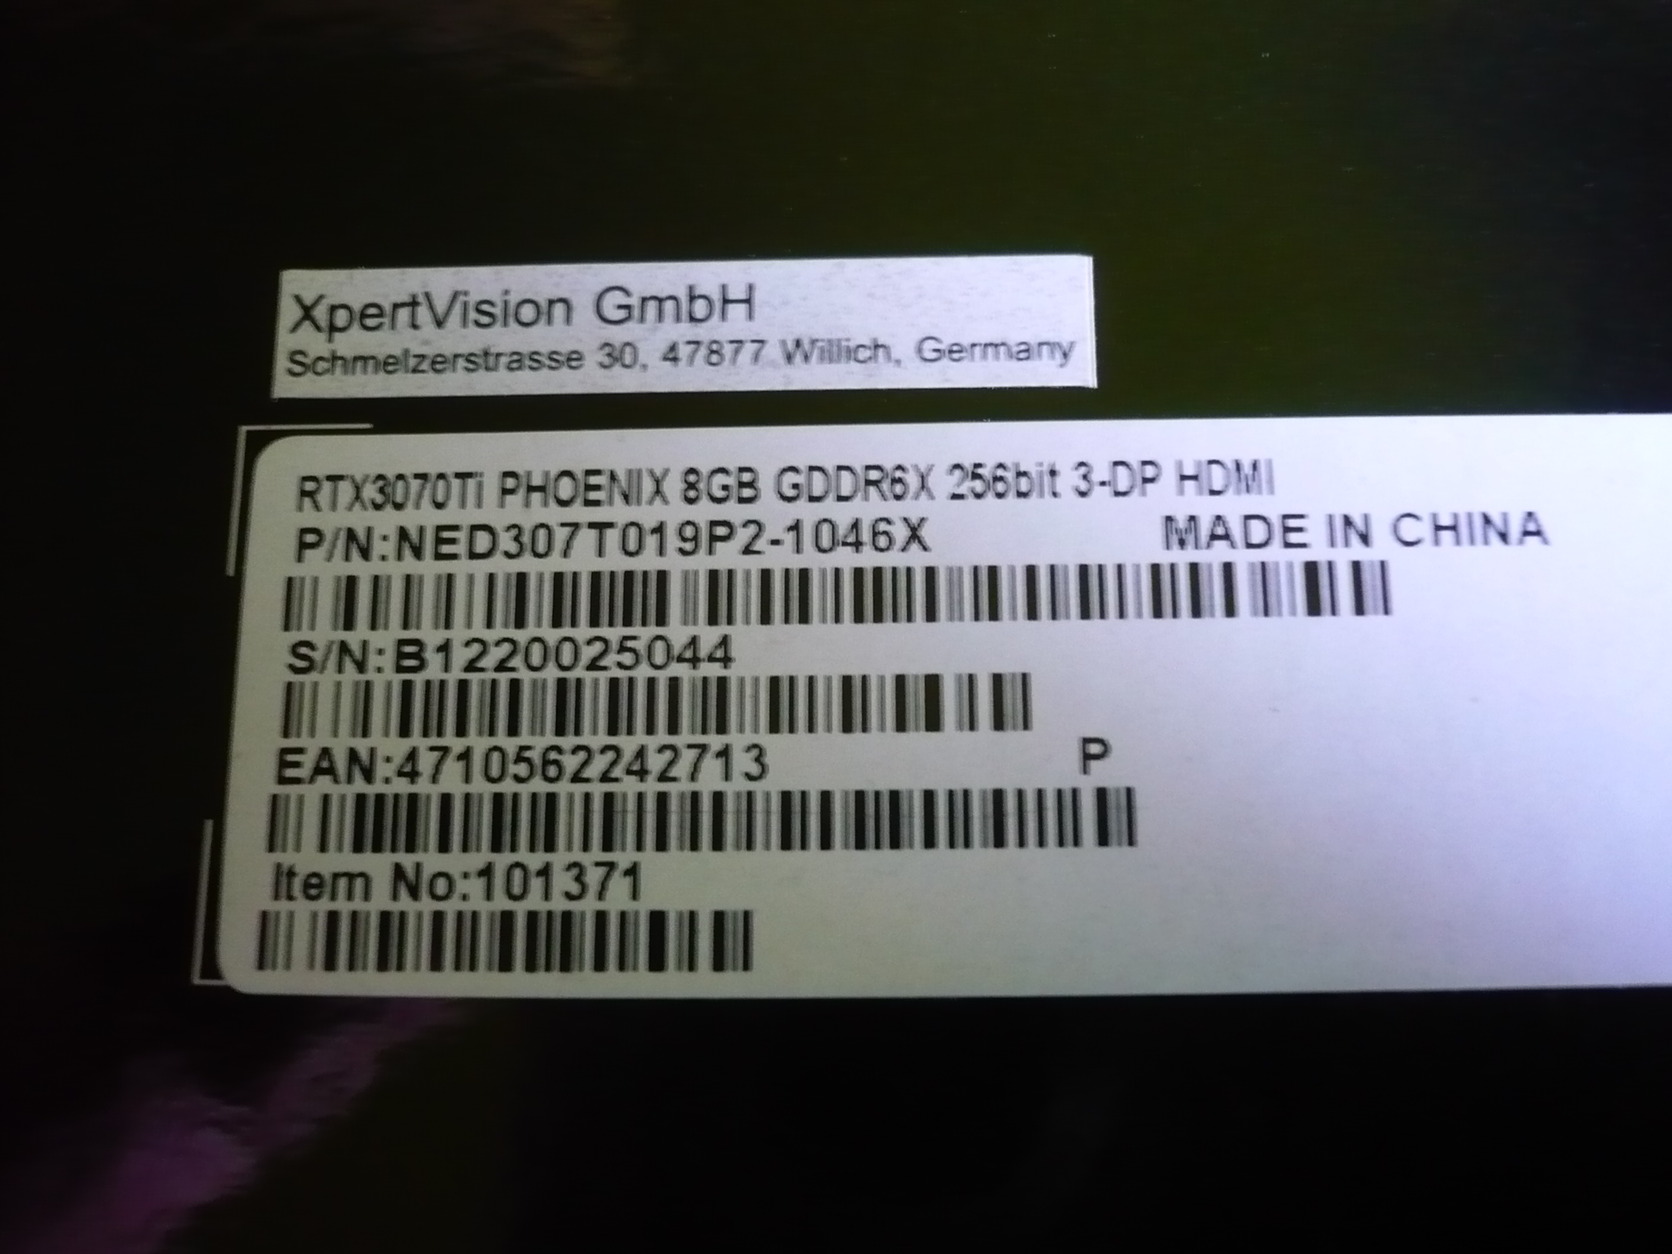 XpertVision GmbH
Schmelzerstrasse 30, 47877 Willich, Germany
RTX3070Ti PHOENIX 8GB GDDR6X 256bit 3-DP HDMI
P/N:NED307T019P2-1046X MADE IN CHINA
S/N:B1220025044
EAN:4710562242713 P
Item No:101371